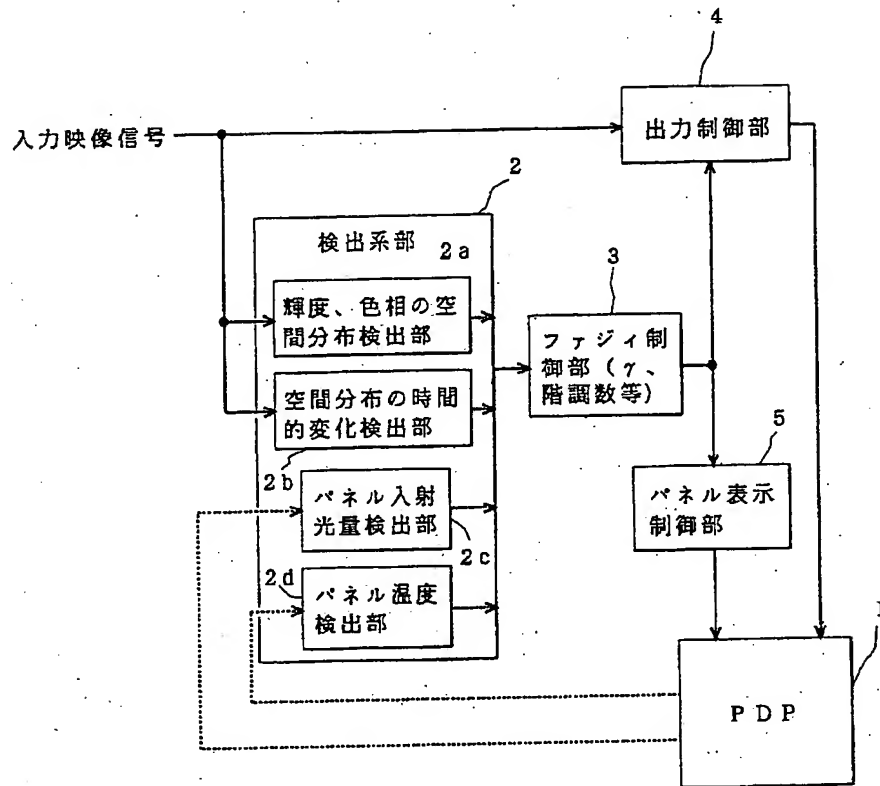 4
入力映像信号
出力制御部
2
検出系部
2a
3
輝度、色相の空
間分布検出部
ファジィ制
御部（γ、
階調数等）
空間分布の時間
的変化検出部
2b
5
パネル入射
光量検出部
2c
パネル表示
制御部
2d
パネル温度
検出部
1
PDP